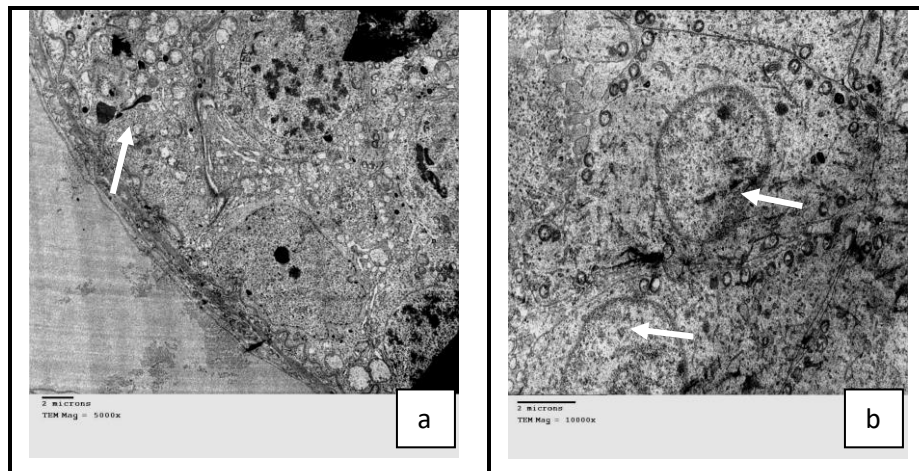 2 microns
TEM Mag = 5000x
a
2 microns
TEM Mag = 10000x
b